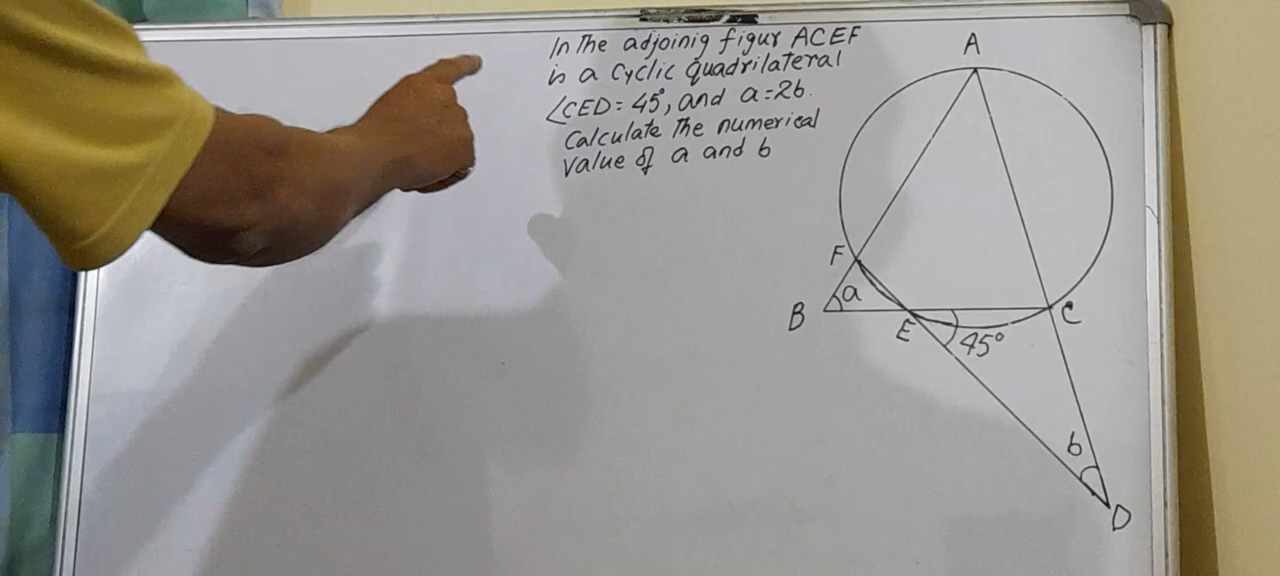 In The adjoinig figur ACEF
is a Cyclic Quadrilateral
∠CED = 45°, and a = 2b.
Calculate The numerical
Value of a and b
A
F
a
B
E
C
45°
b
D